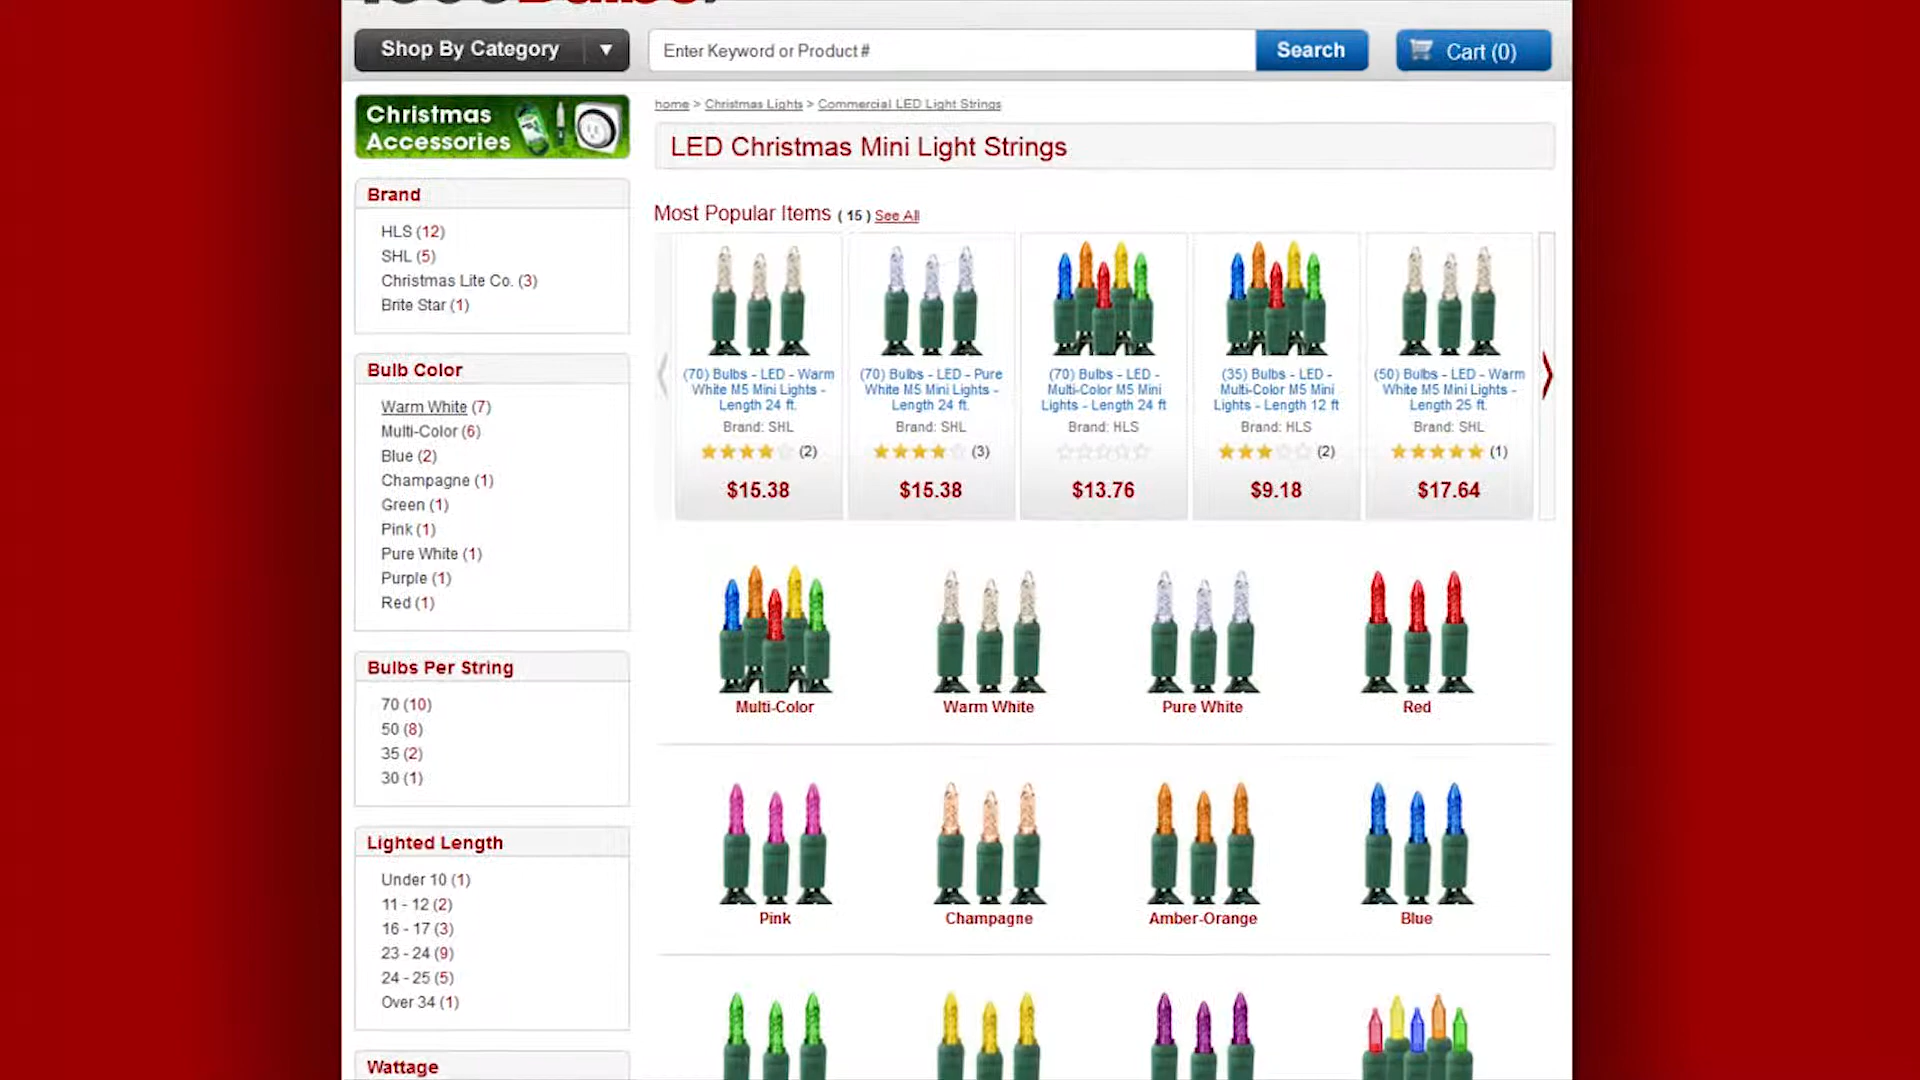 Shop By Category ▼
Enter Keyword or Product #
Search
Cart (0)
Christmas
Accessories
home > Christmas Lights > Commercial LED Light Strings
LED Christmas Mini Light Strings
Brand
HLS (12)
SHL (5)
Christmas Lite Co. (3)
Brite Star (1)
Bulb Color
Warm White (7)
Multi-Color (6)
Blue (2)
Champagne (1)
Green (1)
Pink (1)
Pure White (1)
Purple (1)
Red (1)
Bulbs Per String
70 (10)
50 (8)
35 (2)
30 (1)
Lighted Length
Under 10 (1)
11 - 12 (2)
16 - 17 (3)
23 - 24 (9)
24 - 25 (5)
Over 34 (1)
Wattage
Most Popular Items ( 15 ) See All
(70) Bulbs - LED - Warm
White M5 Mini Lights -
Length 24 ft.
Brand: SHL
(2)
$15.38
(70) Bulbs - LED - Pure
White M5 Mini Lights -
Length 24 ft.
Brand: SHL
(3)
$15.38
(70) Bulbs - LED -
Multi-Color M5 Mini
Lights - Length 24 ft
Brand: HLS
$13.76
(35) Bulbs - LED -
Multi-Color M5 Mini
Lights - Length 12 ft
Brand: HLS
(2)
$9.18
(50) Bulbs - LED - Warm
White M5 Mini Lights -
Length 25 ft.
Brand: SHL
(1)
$17.64
Multi-Color
Warm White
Pure White
Red
Pink
Champagne
Amber-Orange
Blue